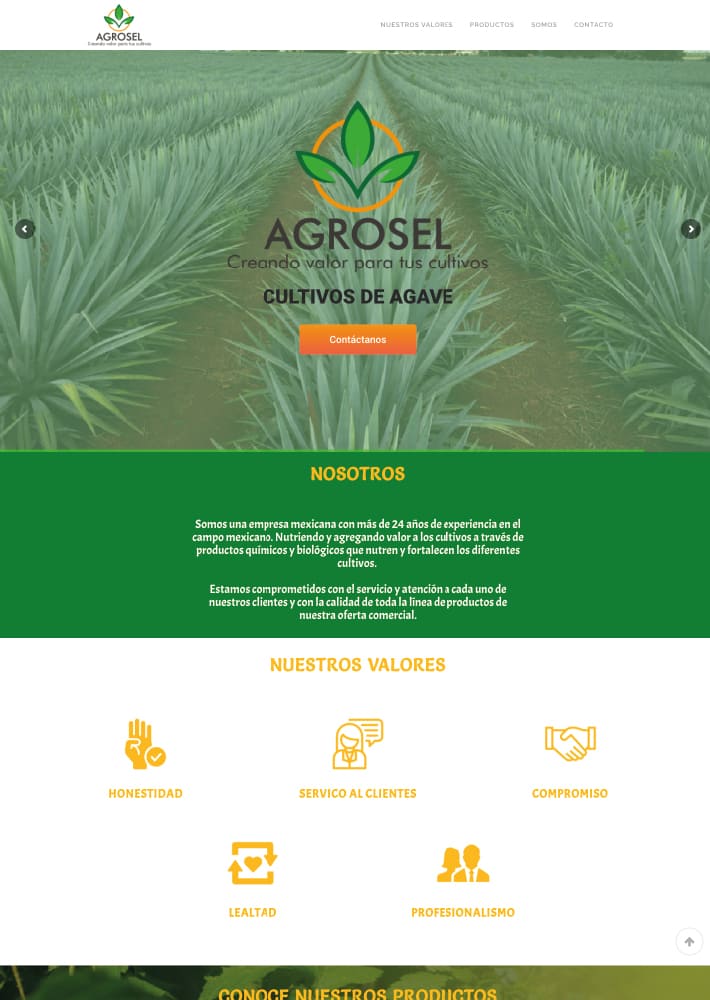 AGROSEL
Creando valor para tus cultivos
NUESTROS VALORES
PRODUCTOS
SOMOS
CONTACTO
AGROSEL
Creando valor para tus cultivos
CULTIVOS DE AGAVE
Contáctanos
NOSOTROS
Somos una empresa mexicana con más de 24 años de experiencia en el
campo mexicano. Nutriendo y agregando valor a los cultivos a través de
productos químicos y biológicos que nutren y fortalecen los diferentes
cultivos.
Estamos comprometidos con el servicio y atención a cada uno de
nuestros clientes y con la calidad de toda la línea de productos de
nuestra oferta comercial.
NUESTROS VALORES
HONESTIDAD
SERVICO AL CLIENTES
COMPROMISO
LEALTAD
PROFESIONALISMO
CONOCE NUESTROS PRODUCTOS